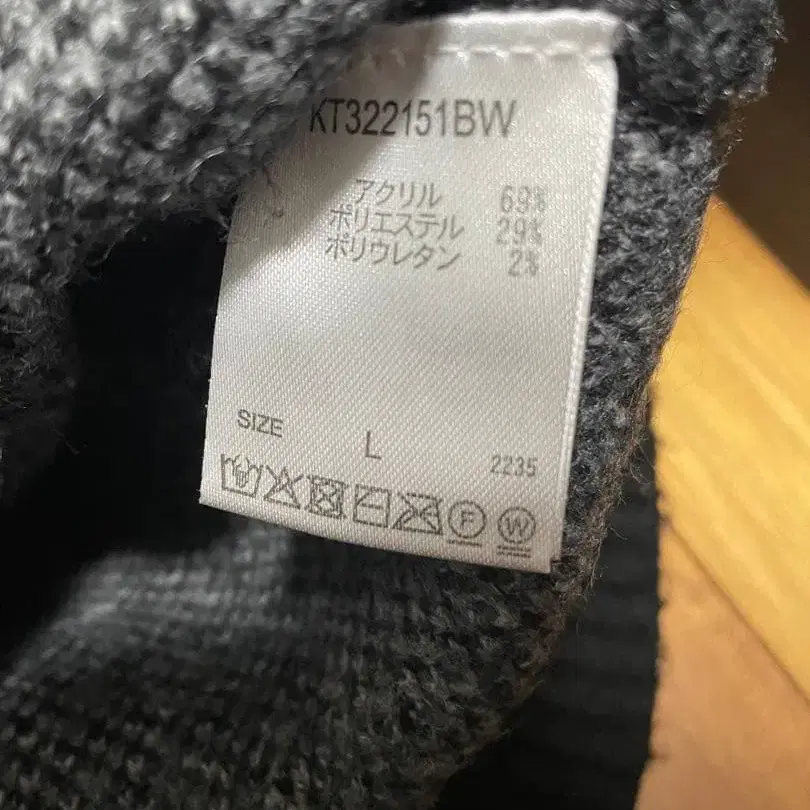 KT322151BW
アクリル 69%
ポリエステル 29%
ポリウレタン 2%
SIZE L 2235
F W